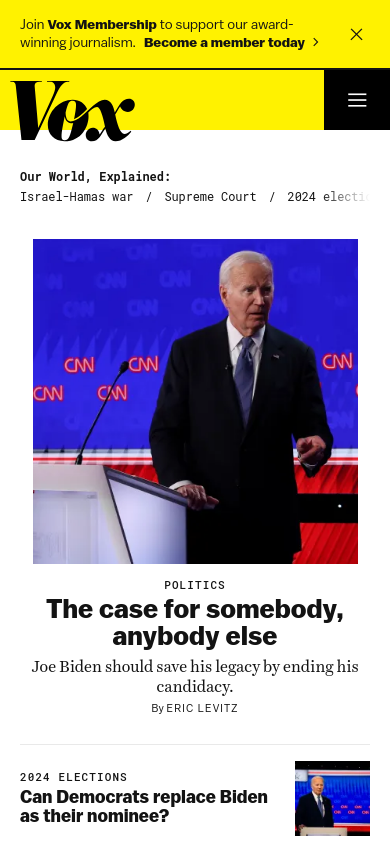 Join Vox Membership to support our award-
winning journalism. Become a member today
Vox
Our World, Explained:
Israel-Hamas war / Supreme Court / 2024 electi
CNN CNN CNN
CNN CNN CNN
POLITICS
The case for somebody,
anybody else
Joe Biden should save his legacy by ending his
candidacy.
By ERIC LEVITZ
2024 ELECTIONS
Can Democrats replace Biden
as their nominee?